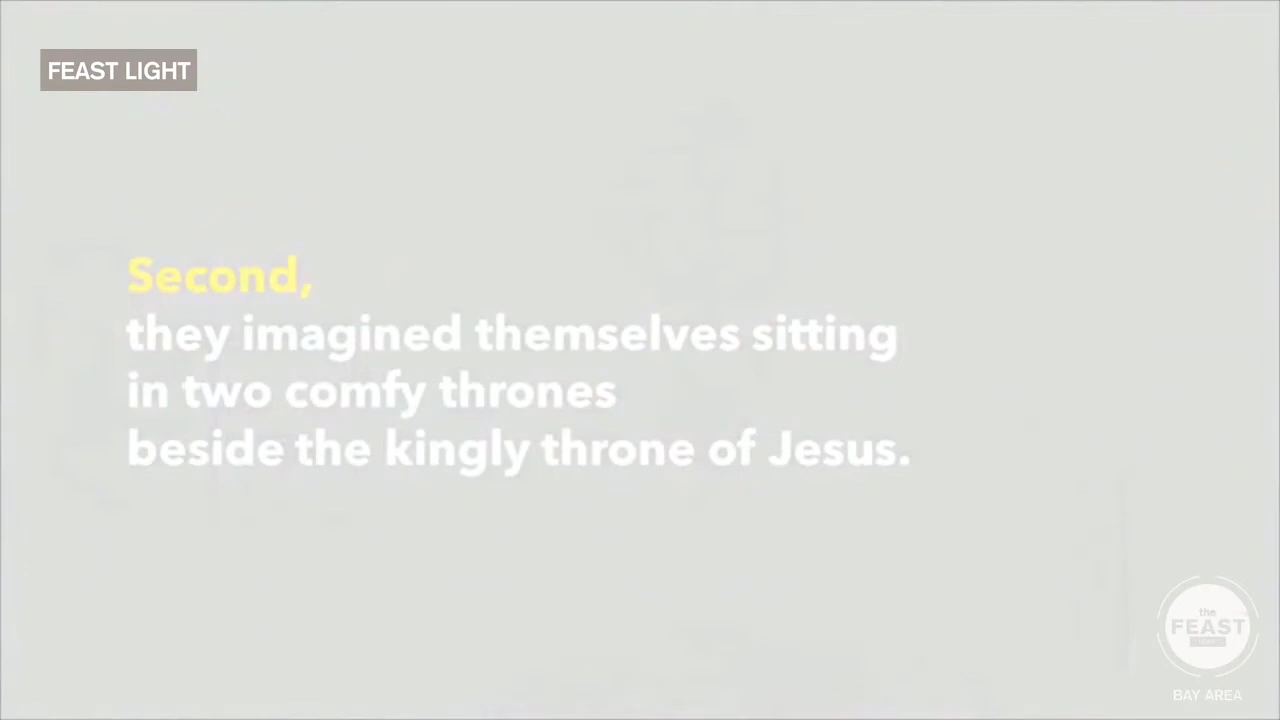 FEAST LIGHT
Second,
they imagined themselves sitting
in two comfy thrones
beside the kingly throne of Jesus.
the
FEAST
BAY AREA